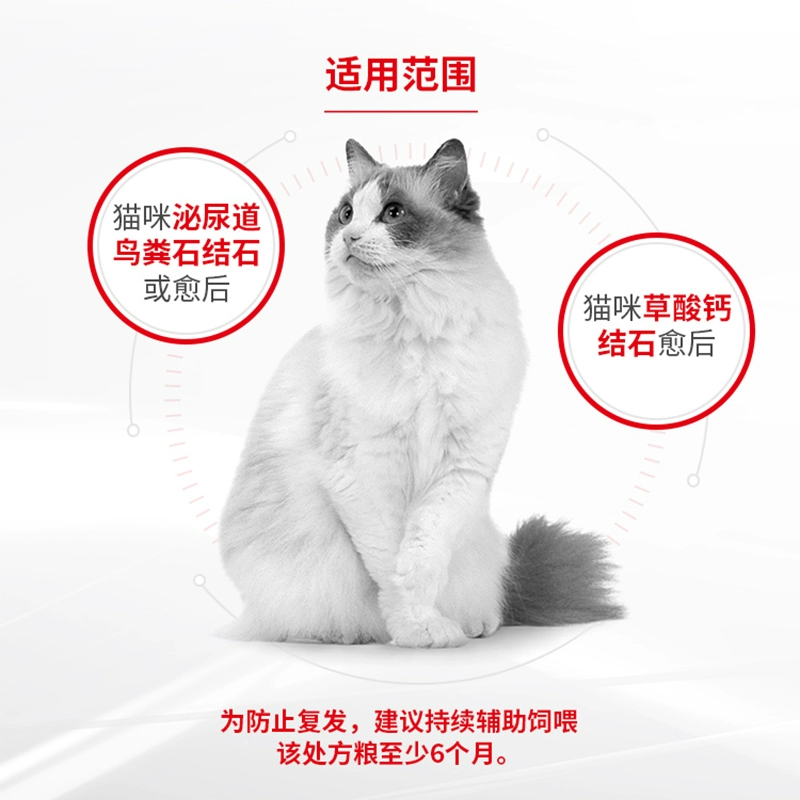 适用范围
猫咪泌尿道
鸟粪石结石
或愈后
猫咪草酸钙
结石愈后
为防止复发，建议持续辅助饲喂
该处方粮至少6个月。